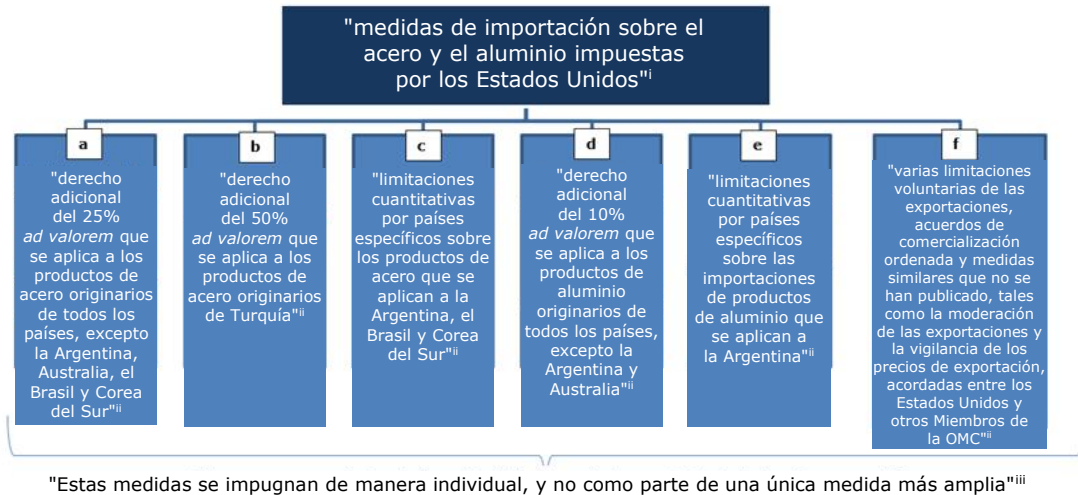 "medidas de importación sobre el
acero y el aluminio impuestas
por los Estados Unidos"i
a
"derecho
adicional
del 25%
ad valorem que
se aplica a los
productos de
acero originarios
de todos los
países, excepto
la Argentina,
Australia, el
Brasil y Corea
del Sur"ii
b
"derecho
adicional
del 50%
ad valorem que
se aplica a los
productos de
acero originarios
de Turquía"ii
c
"limitaciones
cuantitativas
por países
específicos sobre
los productos de
acero que se
aplican a la
Argentina, el
Brasil y Corea
del Sur"ii
d
"derecho
adicional
del 10%
ad valorem que
se aplica a los
productos de
aluminio
originarios de
todos los países,
excepto la
Argentina y
Australia"ii
e
"limitaciones
cuantitativas
por países
específicos
sobre las
importaciones
de productos
de aluminio que
se aplican a
la Argentina"ii
f
"varias limitaciones
voluntarias de las
exportaciones,
acuerdos de
comercialización
ordenada y medidas
similares que no se
han publicado, tales
como la moderación
de las exportaciones y
la vigilancia de los
precios de exportación,
acordadas entre los
Estados Unidos y
otros Miembros de
la OMC"ii
"Estas medidas se impugnan de manera individual, y no como parte de una única medida más amplia"iii